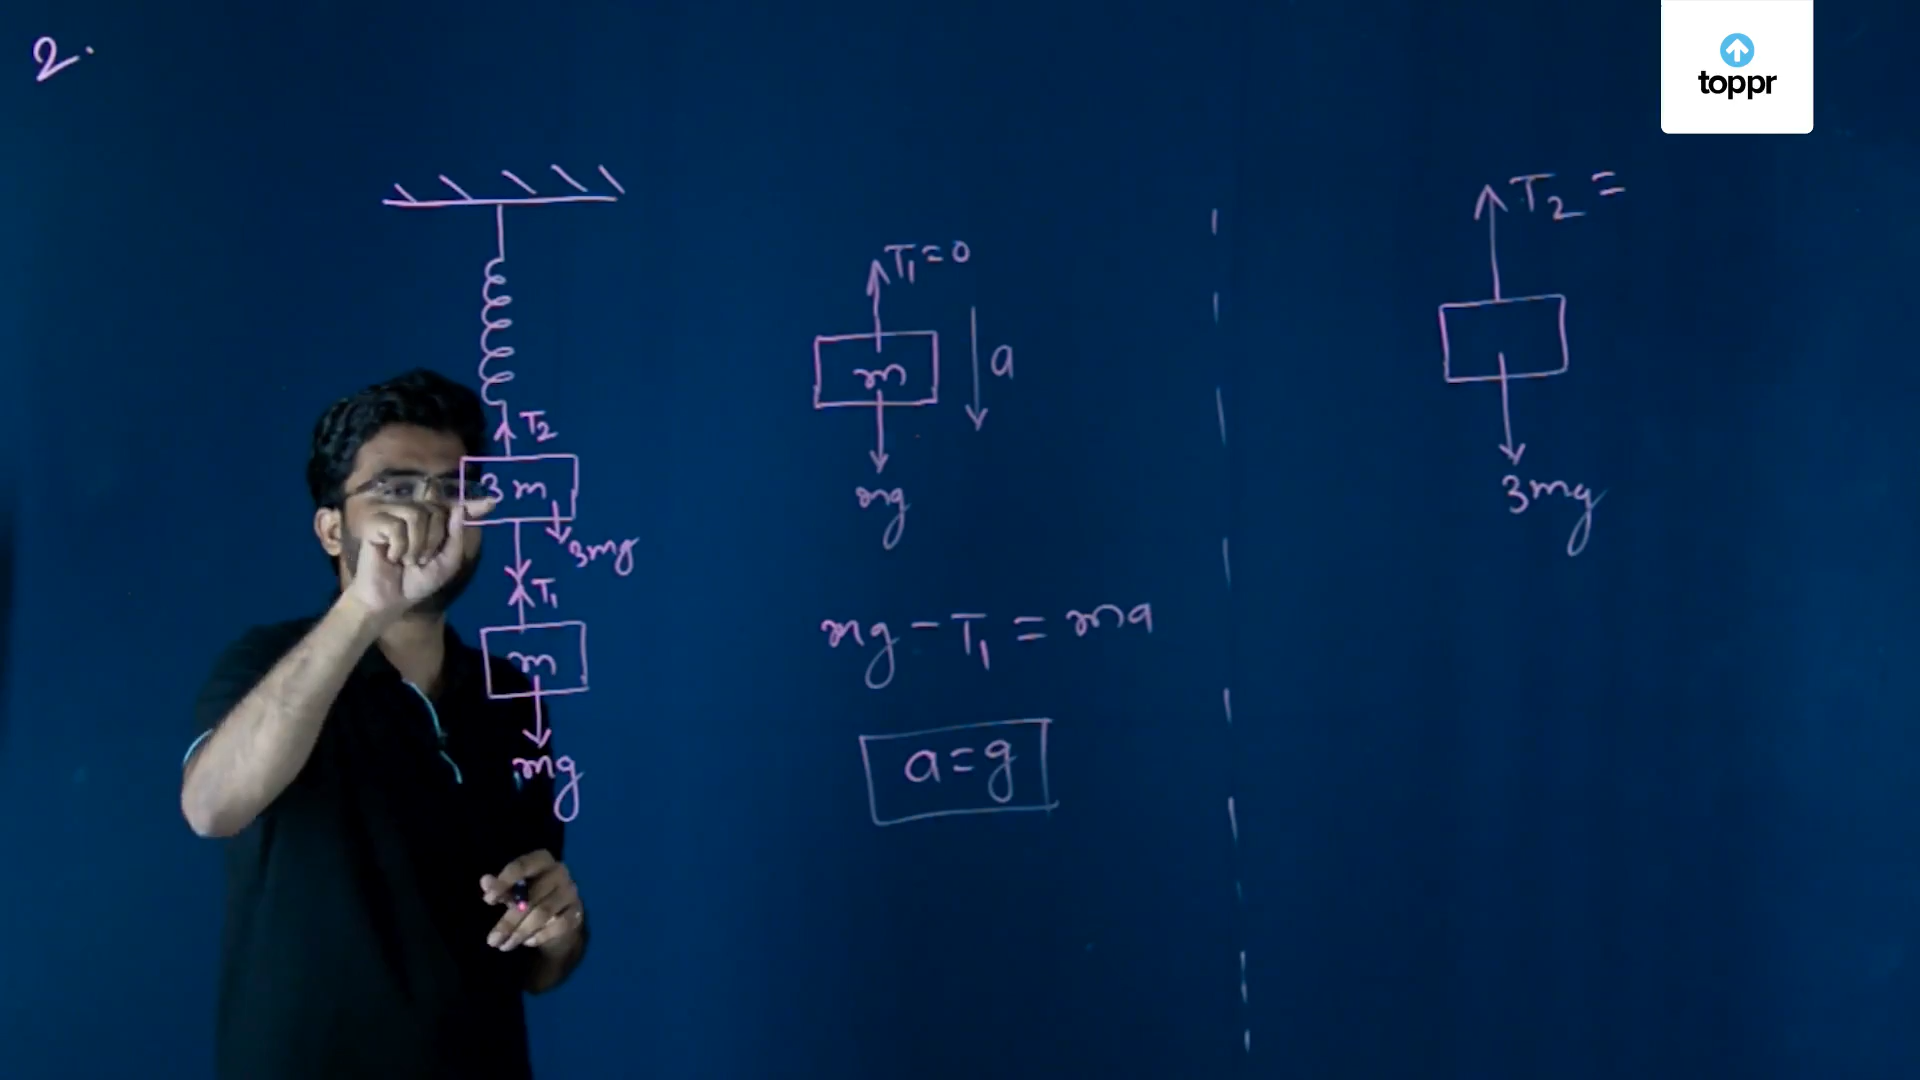 2.
toppr
T₂
3m
3mg
T₁
m
mg
T₁=0
m
a
mg
mg - T₁ = ma
a=g
T₂ =
3mg